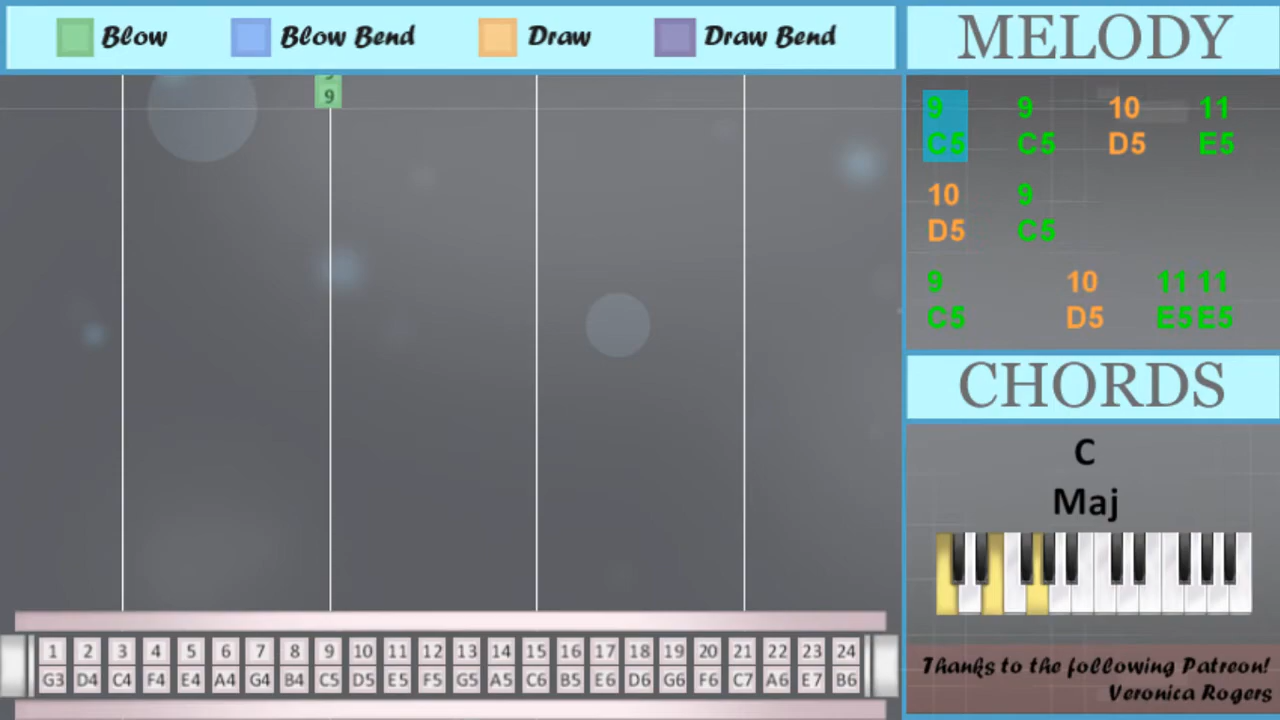 Blow Blow Bend Draw Draw Bend
MELODY
9
9 9 10 11
C5 C5 D5 E5
10 9
D5 C5
9 10 11 11
C5 D5 E5 E5
CHORDS
C
Maj
1 2 3 4 5 6 7 8 9 10 11 12 13 14 15 16 17 18 19 20 21 22 23 24
G3 D4 C4 F4 E4 A4 G4 B4 C5 D5 E5 F5 G5 A5 C6 B5 E6 D6 G6 F6 C7 A6 E7 B6
Thanks to the following Patreon!
Veronica Rogers